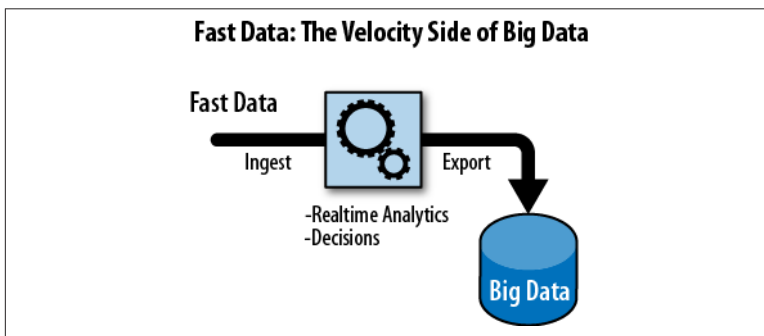 Fast Data: The Velocity Side of Big Data
Fast Data
Ingest
Export
-Realtime Analytics
-Decisions
Big Data